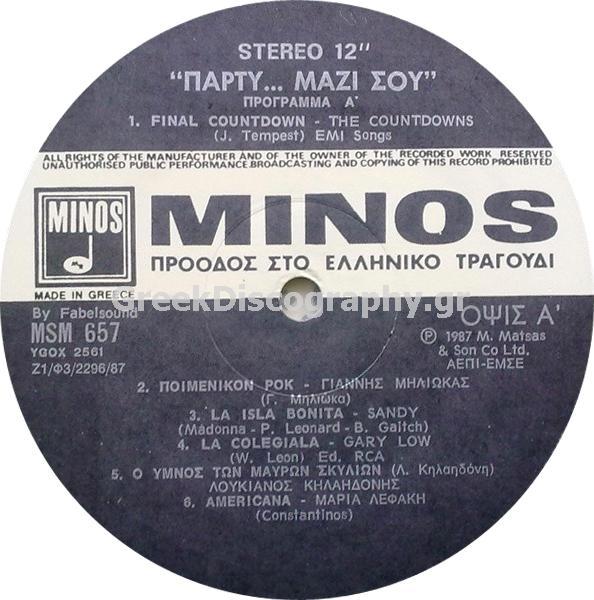 STEREO 12"
"ΠΑΡΤΥ... ΜΑΖΙ ΣΟΥ"
ΠΡΟΓΡΑΜΜΑ Α'
1. FINAL COUNTDOWN - THE COUNTDOWNS
(J. Tempest) EMI Songs
ALL RIGHTS OF THE MANUFACTURER AND OF THE OWNER OF THE RECORDED WORK RESERVED
UNAUTHORISED PUBLIC PERFORMANCE.BROADCASTING AND COPYING OF THIS RECORD PROHIBITED
MINOS
MINOS
ΠΡΟΟΔΟΣ ΣΤΟ ΕΛΛΗΝΙΚΟ ΤΡΑΓΟΥΔΙ
MADE IN GREECE
GreekDiscography.gr
By Fabelsound
MSM 657
YGOX 2561
Z1/Φ3/2296/87
ΟΨΙΣ Α'
Ⓟ 1987 M. Matsas
& Son Co Ltd.
ΑΕΠΙ-ΕΜΣΕ
2. ΠΟΙΜΕΝΙΚΟΝ ΡΟΚ - ΓΙΑΝΝΗΣ ΜΗΛΙΩΚΑΣ
(Γ. Μηλιώκα)
3. LA ISLA BONITA - SANDY
(Madonna - P. Leonard - B. Gaitch)
4. LA COLEGIALA - GARY LOW
(W. Leon) Ed. RCA
5. Ο ΥΜΝΟΣ ΤΩΝ ΜΑΥΡΩΝ ΣΚΥΛΙΩΝ (Λ. Κηλαηδόνη)
ΛΟΥΚΙΑΝΟΣ ΚΗΛΑΗΔΟΝΗΣ
6. AMERICANA - ΜΑΡΙΑ ΛΕΦΑΚΗ
(Constantinos)